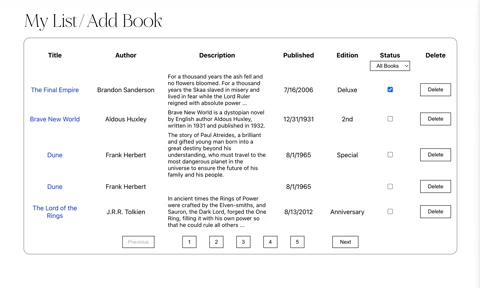 My List/Add Book
Title Author Description Published Edition Status Delete
All Books
The Final Empire Brandon Sanderson For a thousand years the ash fell and
no flowers bloomed. For a thousand
years the Skaa slaved in misery and
lived in fear while the Lord Ruler
reigned with absolute power ... 7/16/2006 Deluxe Delete
Brave New World Aldous Huxley Brave New World is a dystopian novel
by English author Aldous Huxley,
written in 1931 and published in 1932. 12/31/1931 2nd Delete
Dune Frank Herbert The story of Paul Atreides, a brilliant
and gifted young man born into a
great destiny beyond his
understanding, who must travel to the
most dangerous planet in the
universe to ensure the future of his
family and his people. 8/1/1965 Special Delete
Dune Frank Herbert 8/1/1965 Delete
The Lord of the
Rings J.R.R. Tolkien In ancient times the Rings of Power
were crafted by the Elven-smiths, and
Sauron, the Dark Lord, forged the One
Ring, filling it with his own power so
that he could rule all others ... 8/13/2012 Anniversary Delete
Previous 1 2 3 4 5 Next